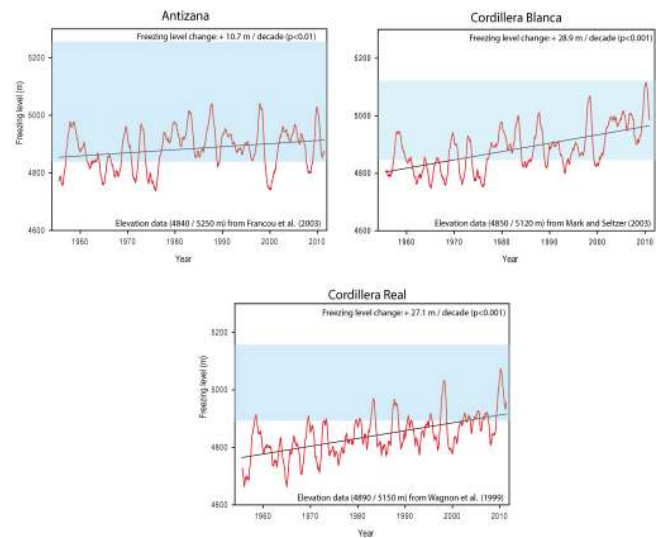 Antizana
Freezing level change: + 10.7 m / decade (p<0.01)
5200
5000
4800
4600
Freezing level (m)
Elevation data (4840 / 5250 m) from Francou et al. (2003)
1960 1970 1980 1990 2000 2010
Year
Cordillera Blanca
Freezing level change: + 28.9 m / decade (p<0.001)
5200
5000
4800
4600
Elevation data (4850 / 5120 m) from Mark and Seltzer (2003)
1960 1970 1980 1990 2000 2010
Year
Cordillera Real
Freezing level change: + 27.1 m / decade (p<0.001)
5200
5000
4800
4600
Freezing level (m)
Elevation data (4890 / 5150 m) from Wagnon et al. (1999)
1960 1970 1980 1990 2000 2010
Year